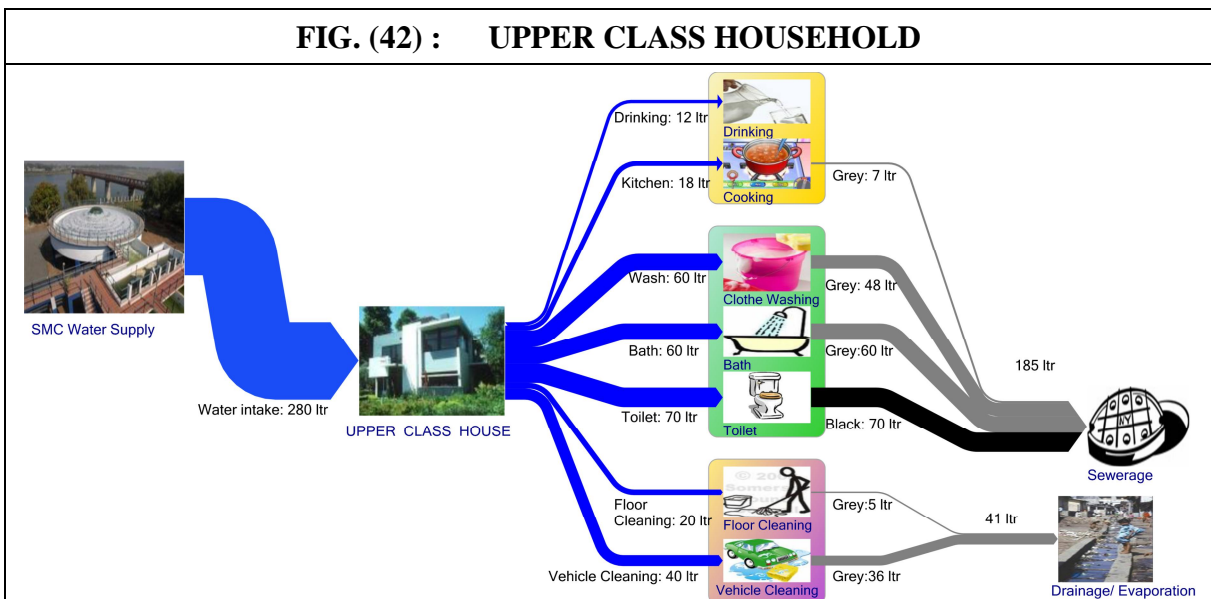 FIG. (42) : UPPER CLASS HOUSEHOLD
Drinking: 12 ltr
Drinking
Kitchen: 18 ltr
Cooking
Grey: 7 ltr
SMC Water Supply
Water intake: 280 ltr
UPPER CLASS HOUSE
Wash: 60 ltr
Clothe Washing
Grey: 48 ltr
Bath: 60 ltr
Bath
Grey:60 ltr
Toilet: 70 ltr
Toilet
Black: 70 ltr
185 ltr
NY
Sewerage
Floor
Cleaning: 20 ltr
Floor Cleaning
Grey:5 ltr
Vehicle Cleaning: 40 ltr
Vehicle Cleaning
Grey:36 ltr
41 ltr
Drainage/ Evaporation